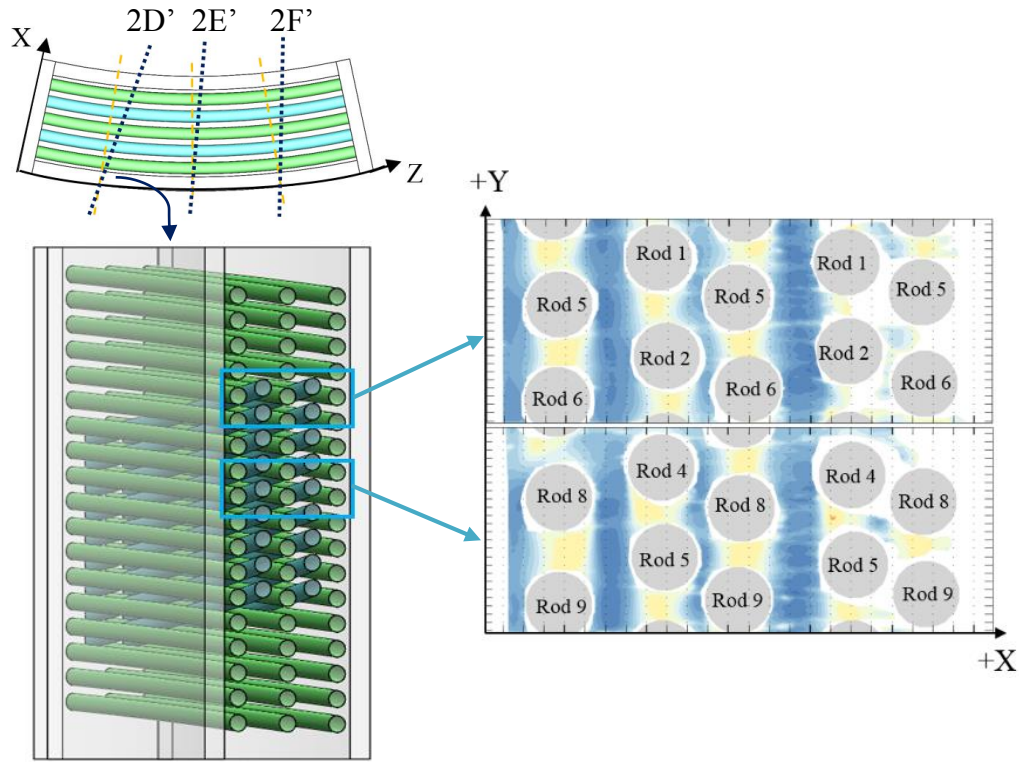 2D’ 2E’ 2F’
X
Z
+Y
Rod 1 Rod 1
Rod 5 Rod 5 Rod 5
Rod 2 Rod 2
Rod 6 Rod 6 Rod 6
Rod 4 Rod 4
Rod 8 Rod 8 Rod 8
Rod 5 Rod 5
Rod 9 Rod 9 Rod 9
+X